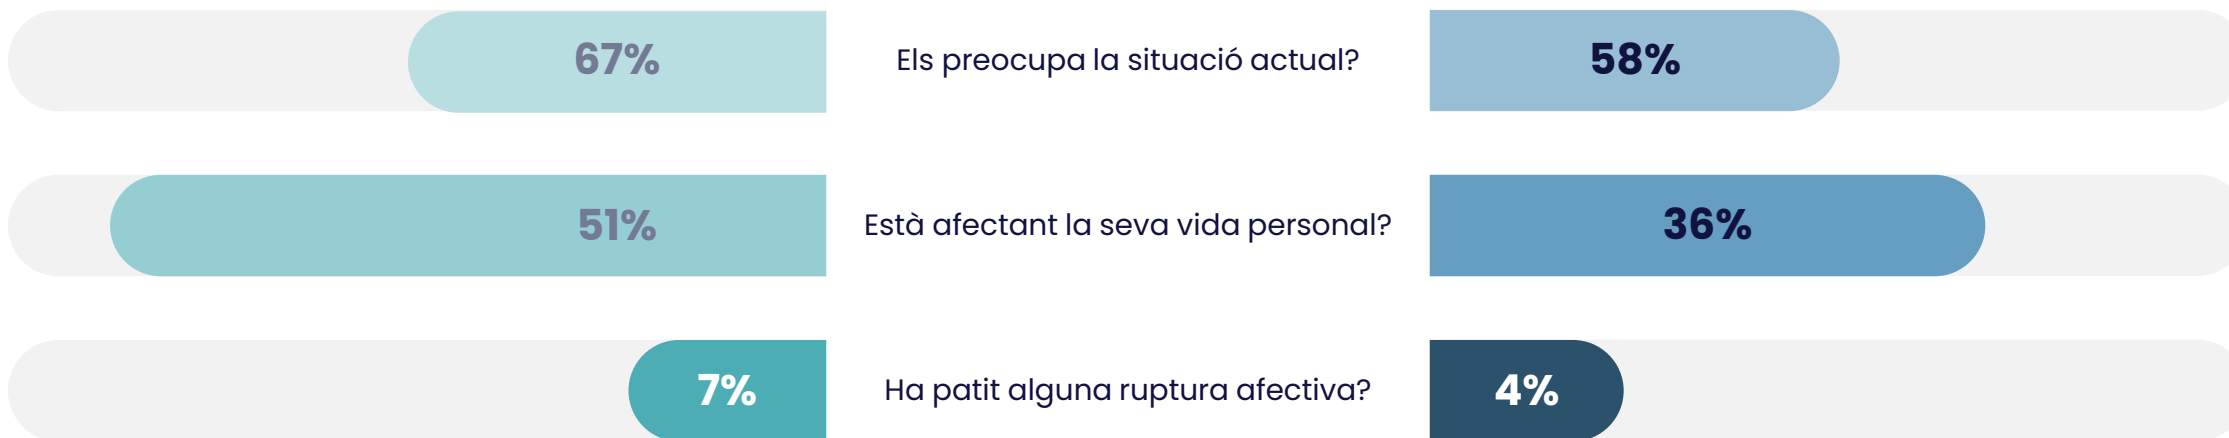 67% Els preocupa la situació actual? 58%
51% Està afectant la seva vida personal? 36%
7% Ha patit alguna ruptura afectiva? 4%